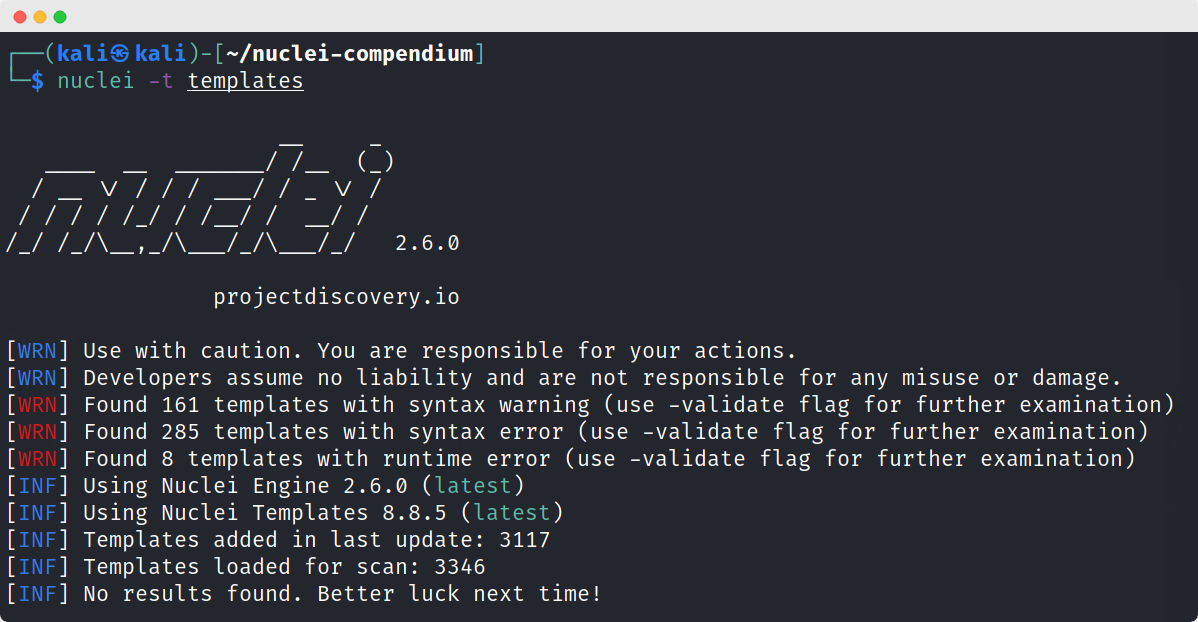 ┌──(kali㉿kali)-[~/nuclei-compendium]
└─$ nuclei -t templates
                     __     _
   ____  __  _______/ /__  (_)
  / __ \/ / / / ___/ / _ \/ /
 / / / / /_/ / /__/ /  __/ /
/_/ /_/\__,_/\___/_/\___/_/   2.6.0
projectdiscovery.io
[WRN] Use with caution. You are responsible for your actions.
[WRN] Developers assume no liability and are not responsible for any misuse or damage.
[WRN] Found 161 templates with syntax warning (use -validate flag for further examination)
[WRN] Found 285 templates with syntax error (use -validate flag for further examination)
[WRN] Found 8 templates with runtime error (use -validate flag for further examination)
[INF] Using Nuclei Engine 2.6.0 (latest)
[INF] Using Nuclei Templates 8.8.5 (latest)
[INF] Templates added in last update: 3117
[INF] Templates loaded for scan: 3346
[INF] No results found. Better luck next time!